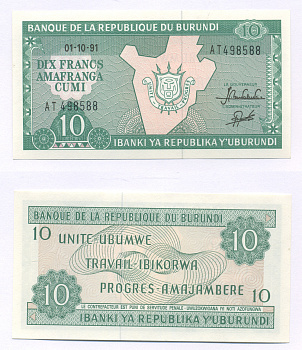 BANQUE DE LA REPUBLIQUE DU BURUNDI
10
01-10-91
AT498588
DIX FRANCS
AMAFRANGA
CUMI
AT498588
10
IBANKI YA REPUBLIKA Y'UBURUNDI
BANQUE DE LA REPUBLIQUE DU BURUNDI
10
UNITE-UBUMWE
10
TRAVAIL-IBIKORWA
10
PROGRES-AMAJAMBERE
10
IBANKI YA REPUBLIKA Y'UBURUNDI